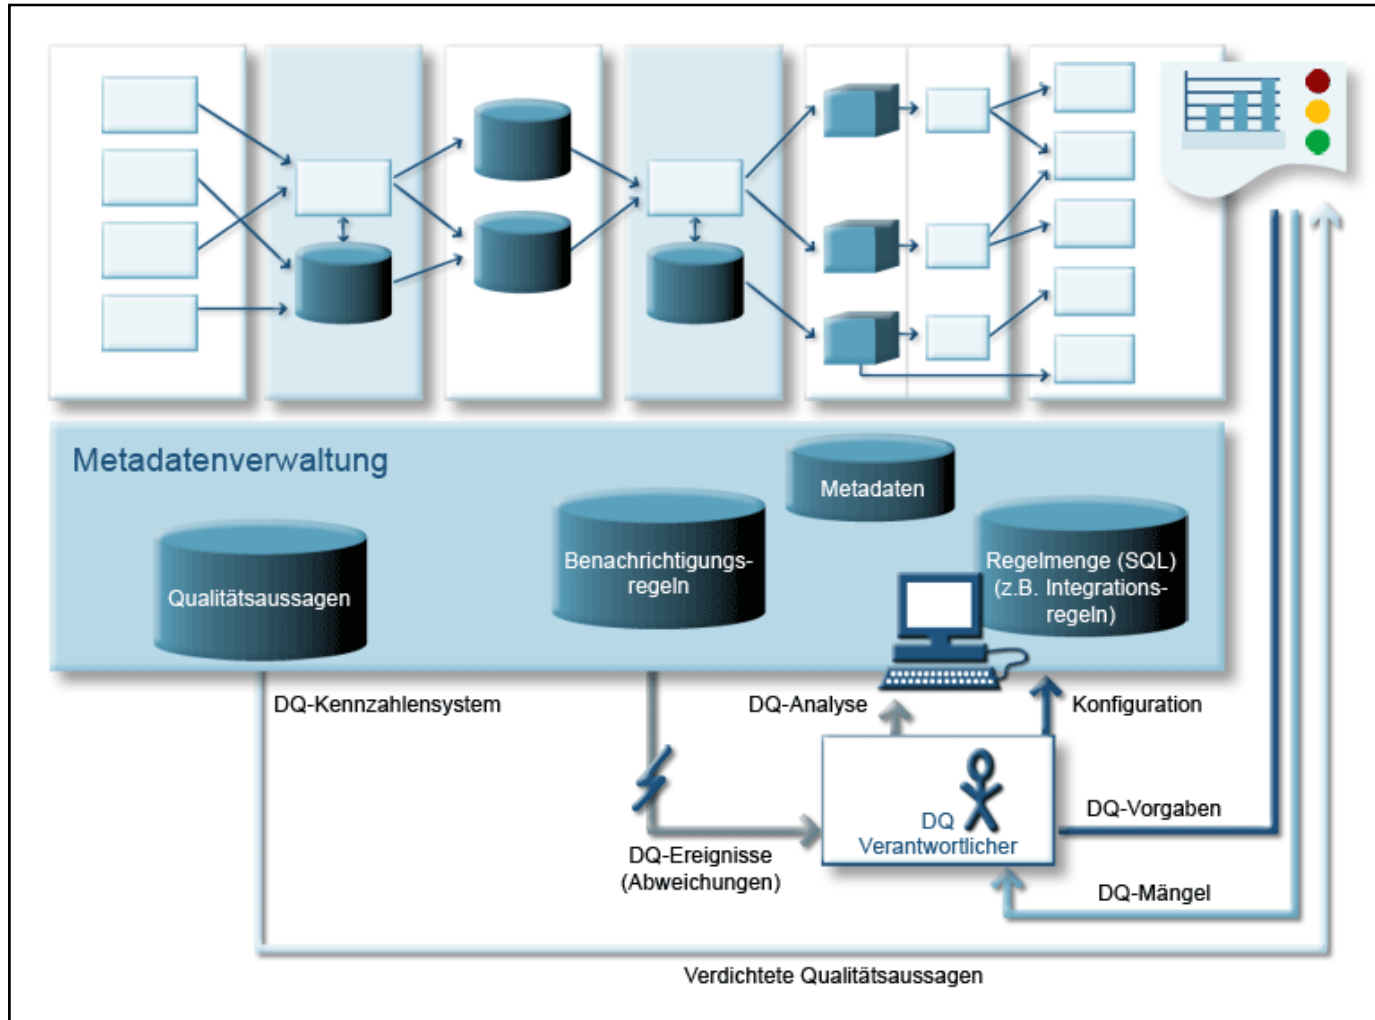 Metadatenverwaltung
Metadaten
Qualitätsaussagen
Benachrichtigungs-
regeln
Regelmenge (SQL)
(z.B. Integrations-
regeln)
DQ-Kennzahlensystem
DQ-Analyse
Konfiguration
DQ
Verantwortlicher
DQ-Vorgaben
DQ-Ereignisse
(Abweichungen)
DQ-Mängel
Verdichtete Qualitätsaussagen